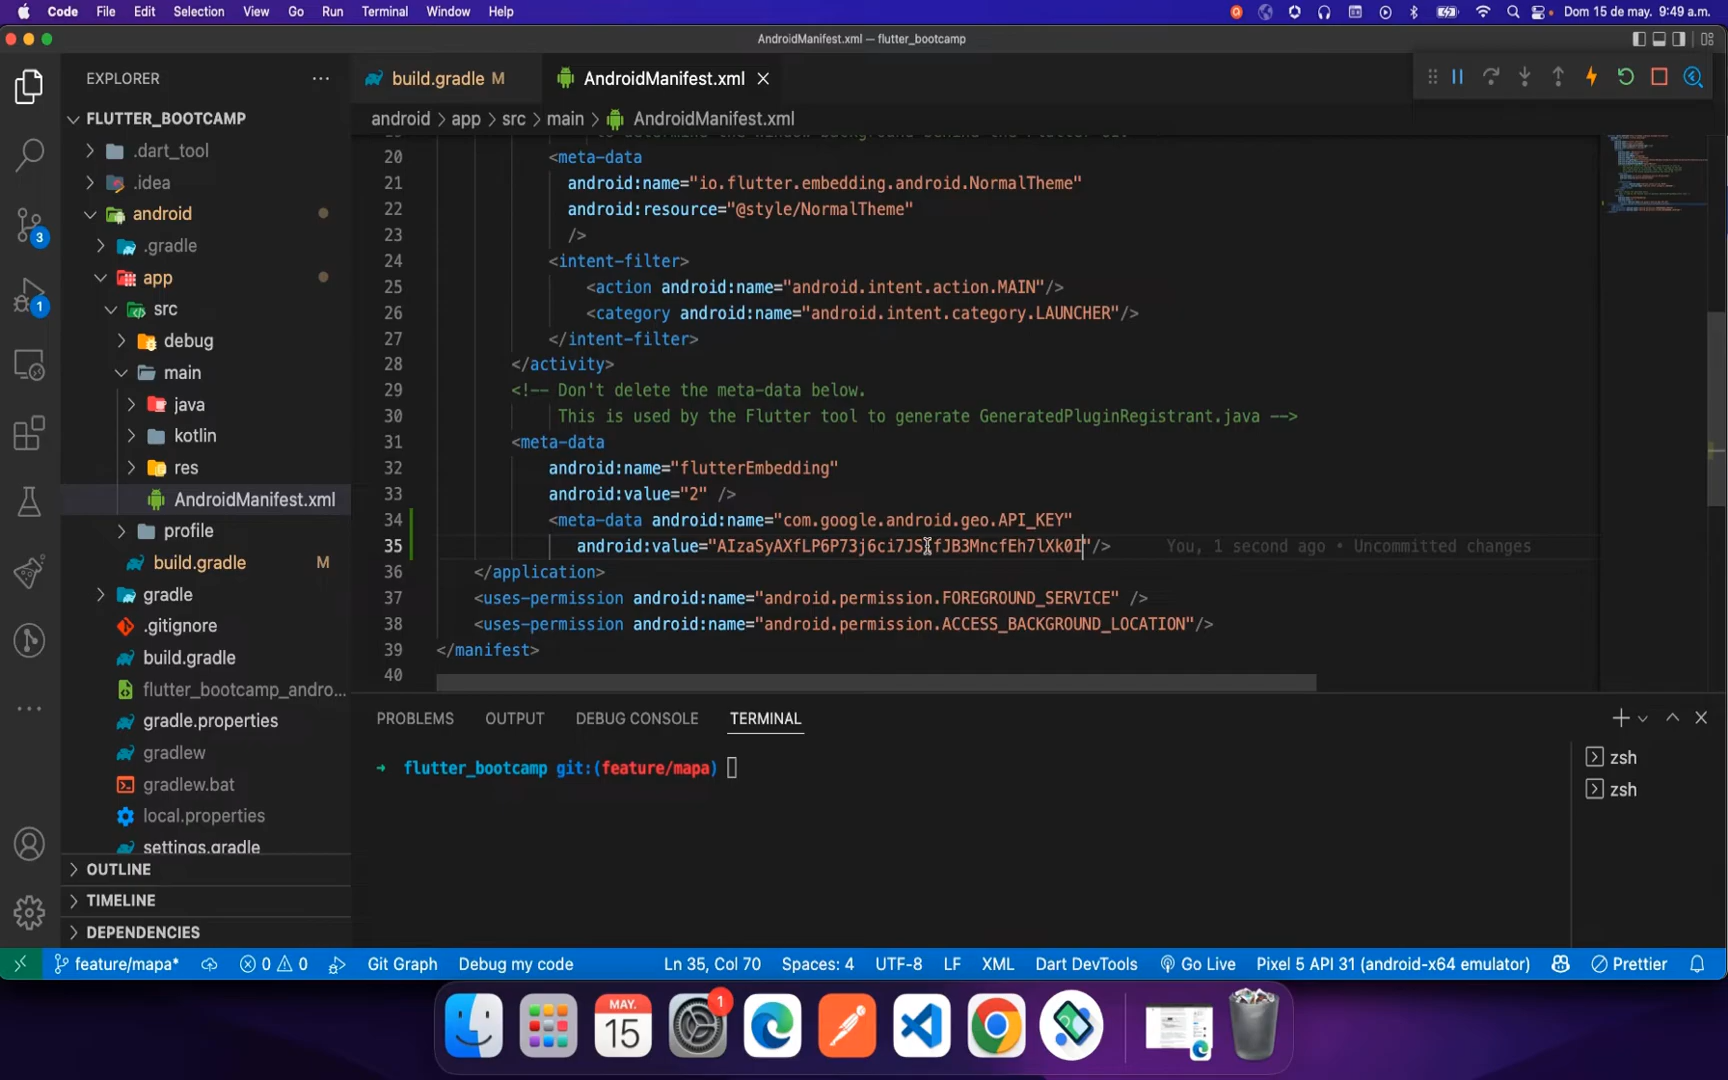 Code File Edit Selection View Go Run Terminal Window Help
Dom 15 de may. 9:49 a.m.
AndroidManifest.xml — flutter_bootcamp
EXPLORER
build.gradle M
AndroidManifest.xml
FLUTTER_BOOTCAMP
android > app > src > main > AndroidManifest.xml
.dart_tool
.idea
android
.gradle
app
src
debug
main
java
kotlin
res
AndroidManifest.xml
profile
build.gradle M
gradle
.gitignore
build.gradle
flutter_bootcamp_andro...
gradle.properties
gradlew
gradlew.bat
local.properties
settings.gradle
OUTLINE
TIMELINE
DEPENDENCIES
3
1
20 <meta-data
21 android:name="io.flutter.embedding.android.NormalTheme"
22 android:resource="@style/NormalTheme"
23 />
24 <intent-filter>
25 <action android:name="android.intent.action.MAIN"/>
26 <category android:name="android.intent.category.LAUNCHER"/>
27 </intent-filter>
28 </activity>
29 <!-- Don't delete the meta-data below.
30 This is used by the Flutter tool to generate GeneratedPluginRegistrant.java -->
31 <meta-data
32 android:name="flutterEmbedding"
33 android:value="2" />
34 <meta-data android:name="com.google.android.geo.API_KEY"
35 android:value= You, 1 second ago • Uncommitted changes
36 </application>
37 <uses-permission android:name="android.permission.FOREGROUND_SERVICE" />
38 <uses-permission android:name="android.permission.ACCESS_BACKGROUND_LOCATION"/>
39 </manifest>
40
PROBLEMS OUTPUT DEBUG CONSOLE TERMINAL
flutter_bootcamp git:(feature/mapa)
zsh
zsh
feature/mapa* 0 0 Git Graph Debug my code Ln 35, Col 70 Spaces: 4 UTF-8 LF XML Dart DevTools Go Live Pixel 5 API 31 (android-x64 emulator) Prettier
MAY.
15
1